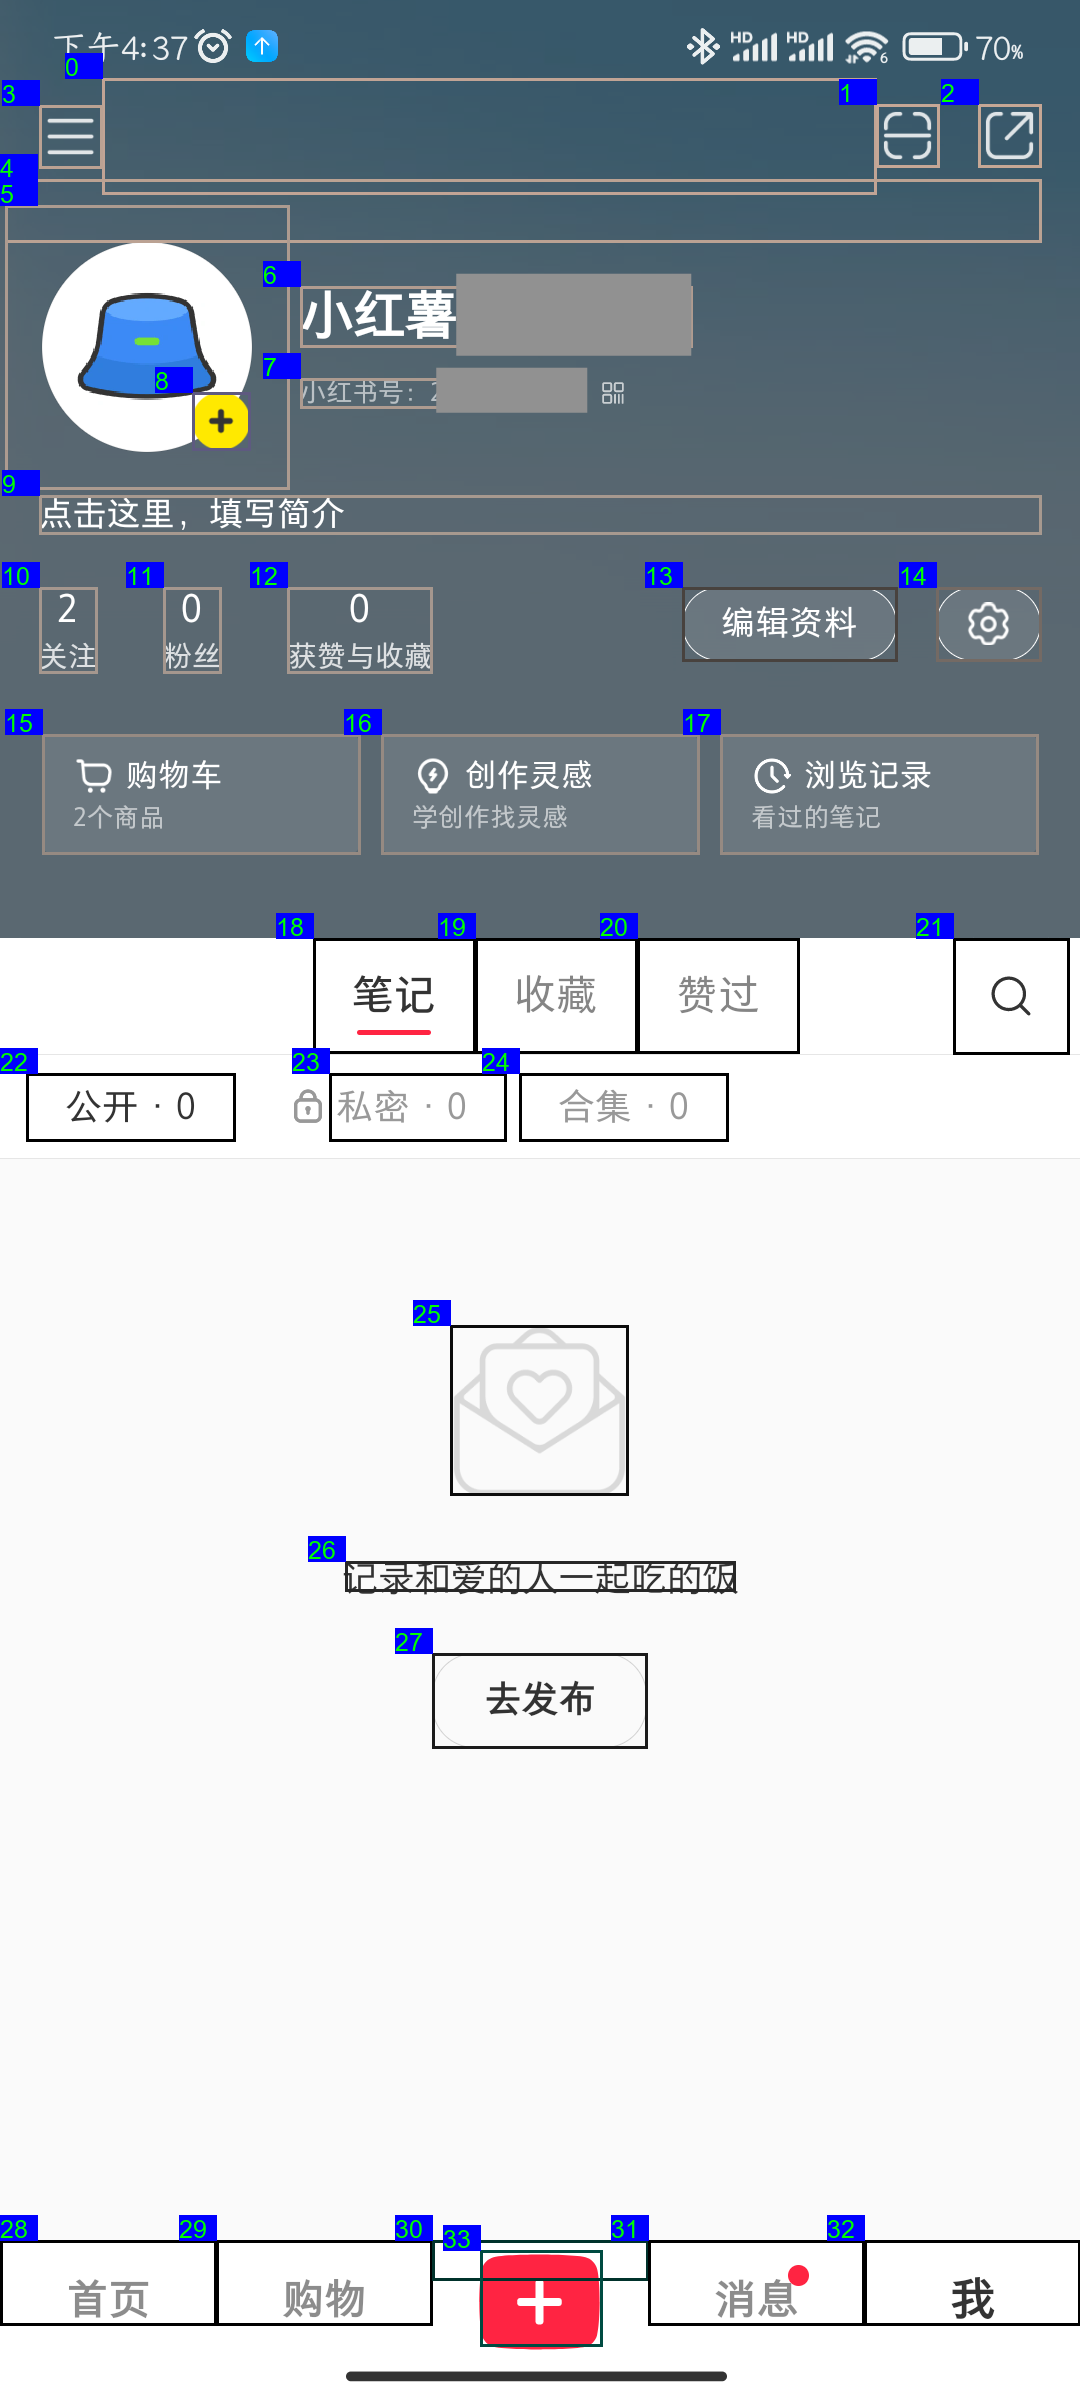 下午4:37
HD HD 6 70%
0
1
2
3
4
5
6
小红薯
7
小红书号：2
8
9
点击这里，填写简介
10 11 12 13 14
2 0 0
关注 粉丝 获赞与收藏
编辑资料
15 16 17
购物车 创作灵感 浏览记录
2个商品 学创作找灵感 看过的笔记
18 19 20 21
笔记 收藏 赞过
22 23 24
公开 · 0 私密 · 0 合集 · 0
25
26
记录和爱的人一起吃的饭
27
去发布
28 29 30 33 31 32
首页 购物 消息 我